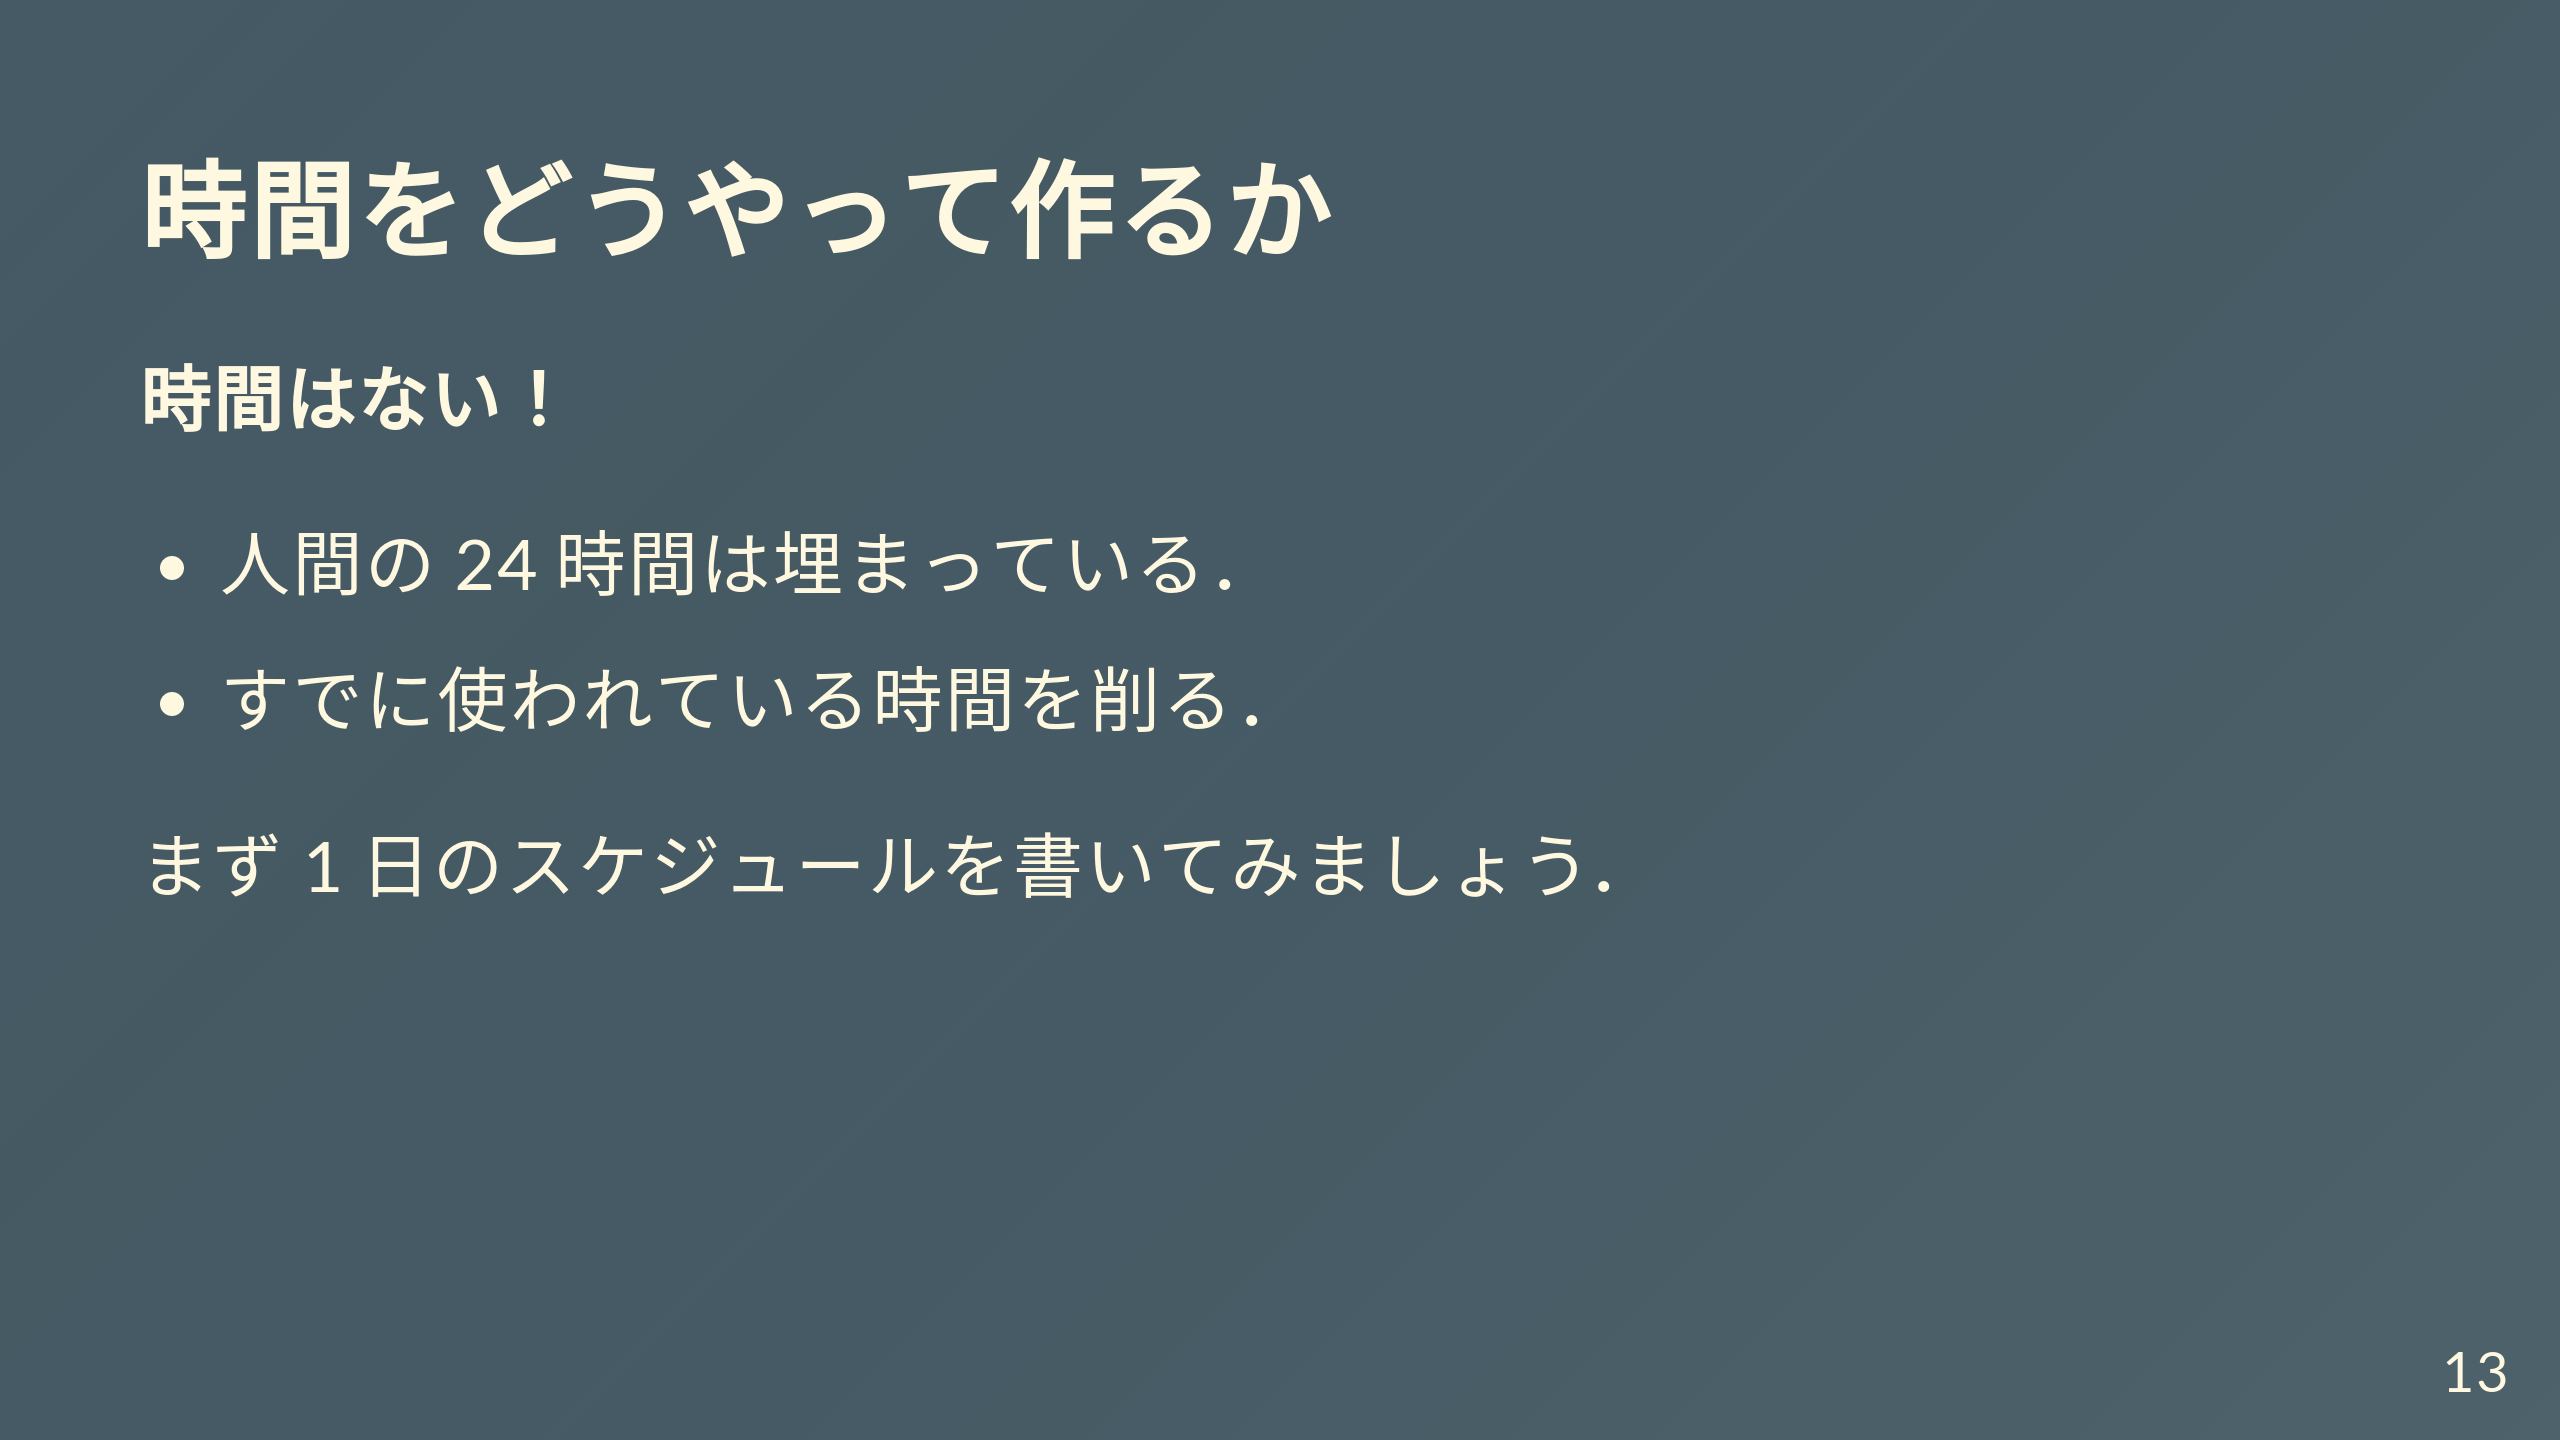 時間をどうやって作るか
時間はない！
• 人間の 24 時間は埋まっている．
• すでに使われている時間を削る．
まず 1 日のスケジュールを書いてみましょう．
13